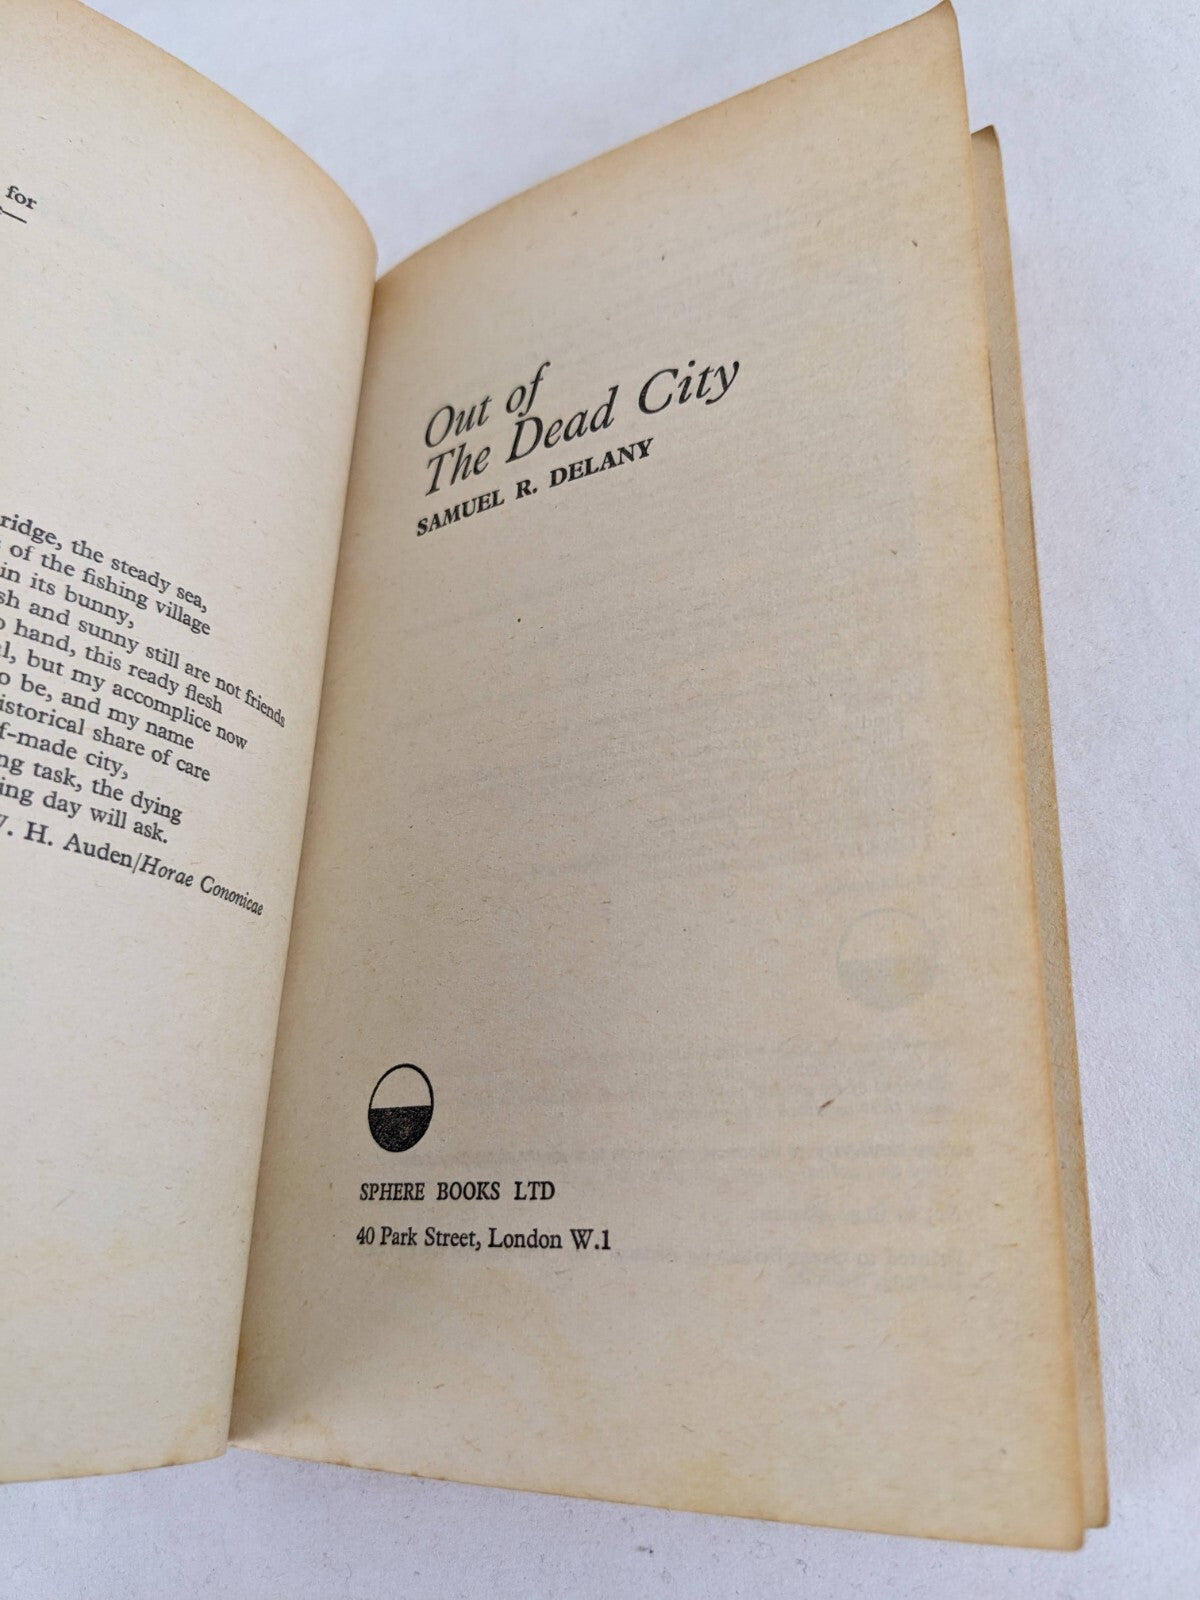 for
ridge, the steady sea,
of the fishing village
in its bunny,
sh and sunny still are not friends
hand, this ready flesh
l, but my accomplice now
o be, and my name
istorical share of care
f-made city,
ng task, the dying
ing day will ask.
. H. Auden/Horae Cononicae
Out of
The Dead City
SAMUEL R. DELANY
SPHERE BOOKS LTD
40 Park Street, London W.1